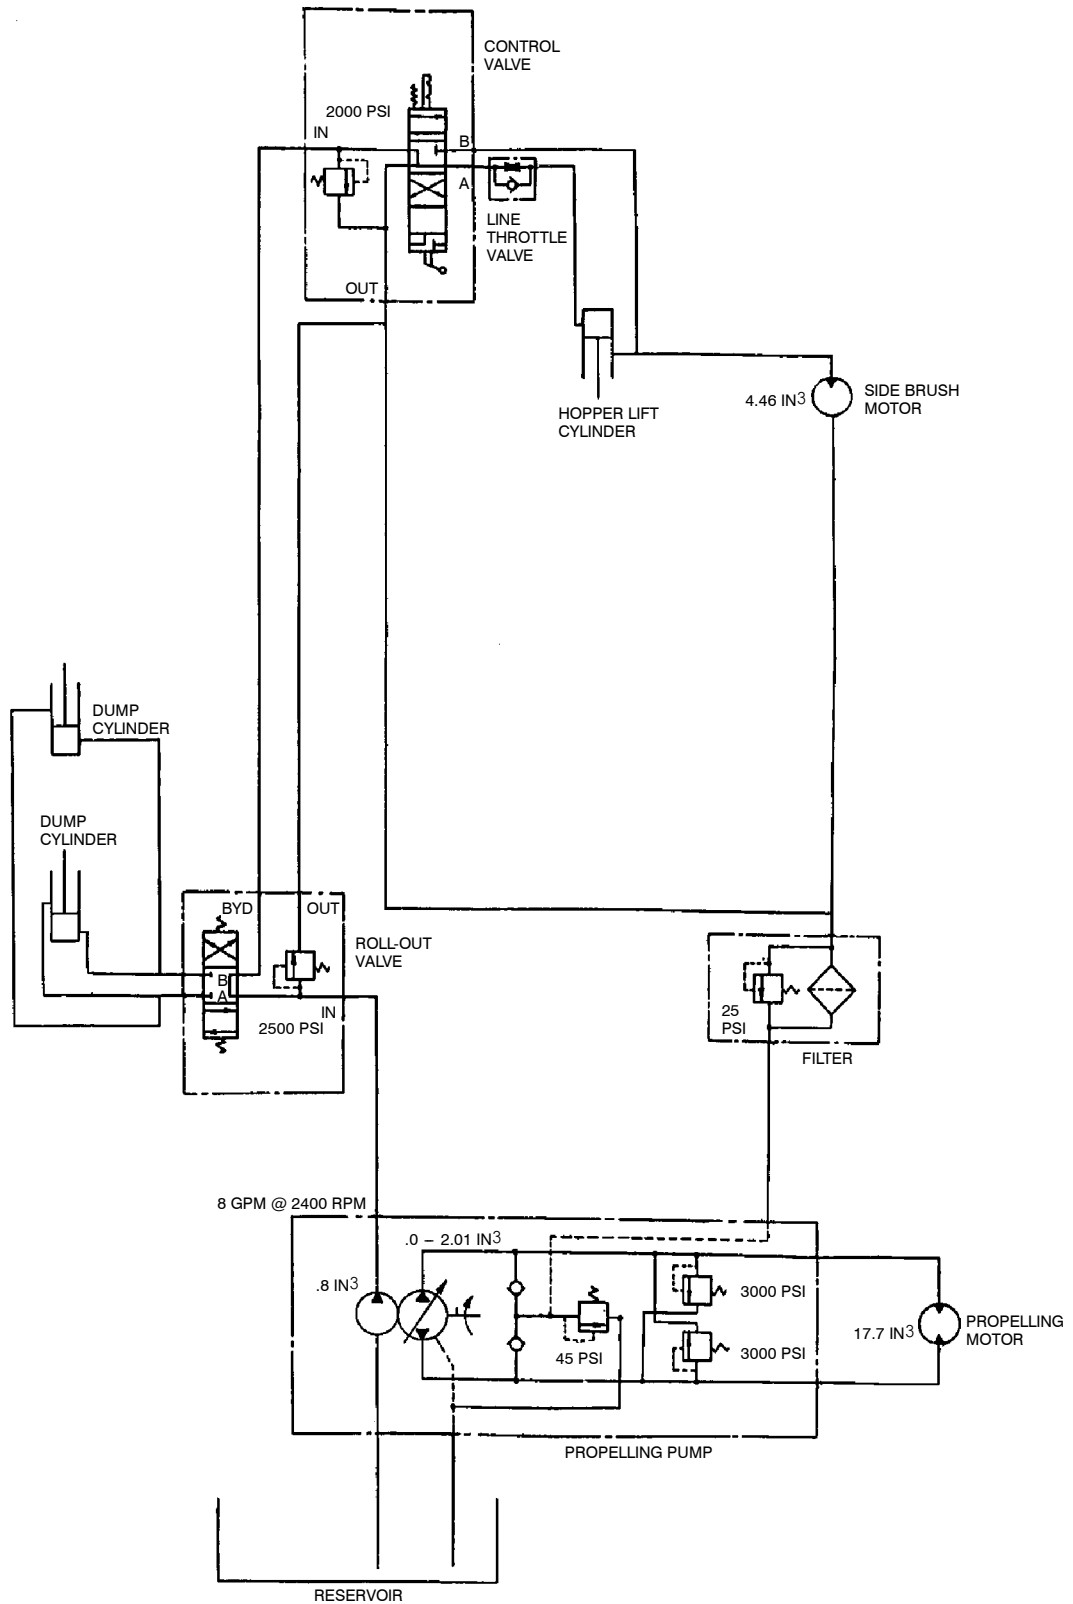 CONTROL
VALVE
2000 PSI
IN
B
A
LINE
THROTTLE
VALVE
OUT
4.46 IN3
SIDE BRUSH
MOTOR
HOPPER LIFT
CYLINDER
DUMP
CYLINDER
DUMP
CYLINDER
BYD
OUT
ROLL-OUT
VALVE
B
A
IN
2500 PSI
25
PSI
FILTER
8 GPM @ 2400 RPM
.0 – 2.01 IN3
.8 IN3
3000 PSI
17.7 IN3
PROPELLING
MOTOR
45 PSI
3000 PSI
PROPELLING PUMP
RESERVOIR